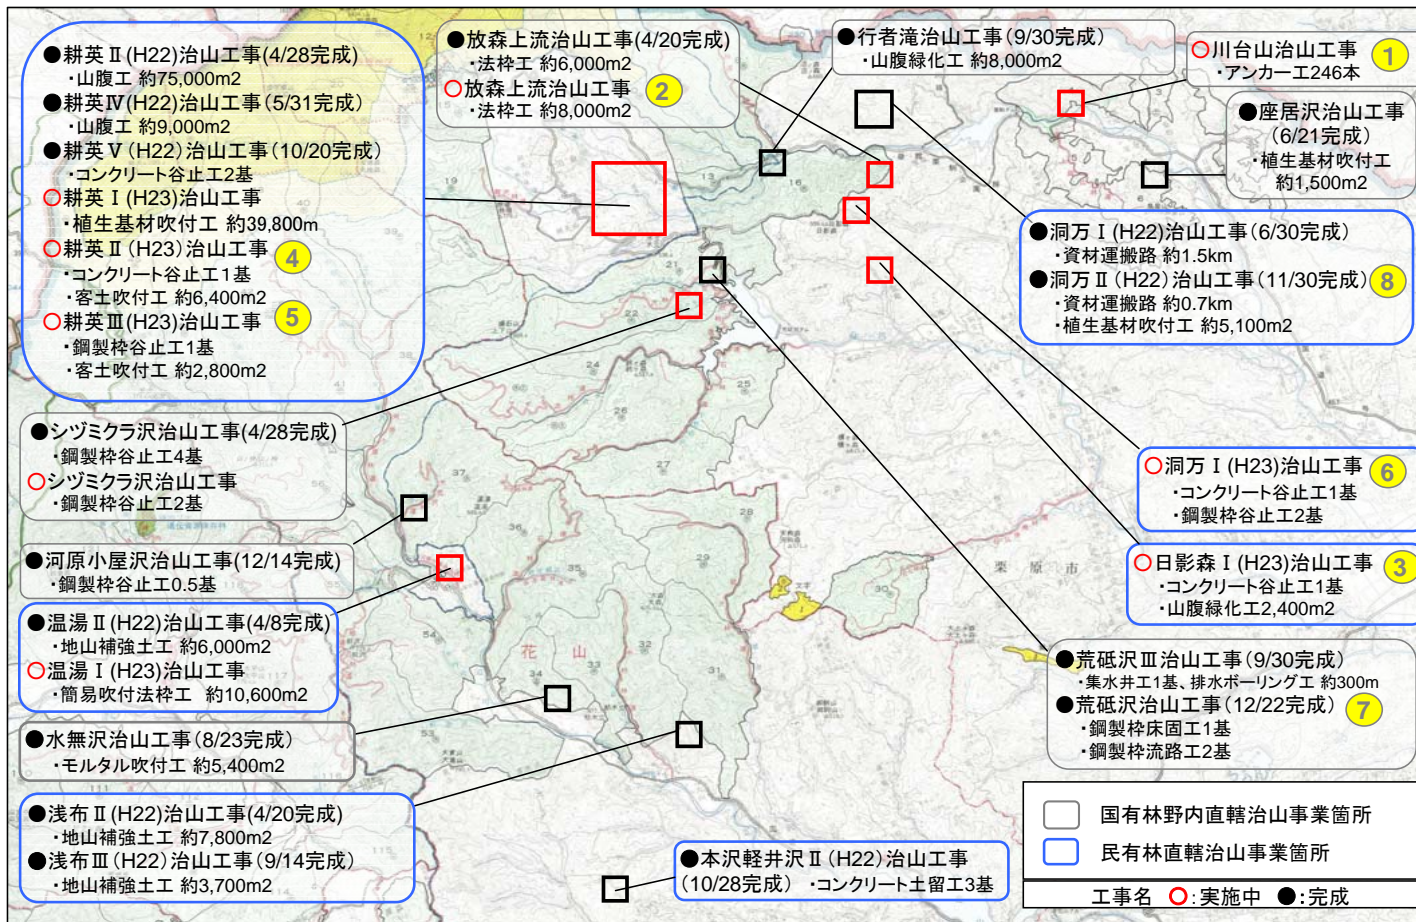 ●耕英Ⅱ(H22)治山工事(4/28完成)
・山腹工 約75,000m2
●耕英Ⅳ(H22)治山工事(5/31完成)
・山腹工 約9,000m2
●耕英Ⅴ(H22)治山工事(10/20完成)
・コンクリート谷止工2基
○耕英Ⅰ(H23)治山工事
・植生基材吹付工 約39,800m
○耕英Ⅱ(H23)治山工事 4
・コンクリート谷止工1基
・客土吹付工 約6,400m2
○耕英Ⅲ(H23)治山工事 5
・鋼製枠谷止工1基
・客土吹付工 約2,800m2
●放森上流治山工事(4/20完成)
・法枠工 約6,000m2
○放森上流治山工事 2
・法枠工 約8,000m2
●行者滝治山工事(9/30完成)
・山腹緑化工 約8,000m2
○川台山治山工事 1
・アンカー工246本
●座居沢治山工事
(6/21完成)
・植生基材吹付工
約1,500m2
●洞万Ⅰ(H22)治山工事(6/30完成)
・資材運搬路 約1.5km
●洞万Ⅱ(H22)治山工事(11/30完成) 8
・資材運搬路 約0.7km
・植生基材吹付工 約5,100m2
●シヅミクラ沢治山工事(4/28完成)
・鋼製枠谷止工4基
○シヅミクラ沢治山工事
・鋼製枠谷止工2基
○洞万Ⅰ(H23)治山工事 6
・コンクリート谷止工1基
・鋼製枠谷止工2基
●河原小屋沢治山工事(12/14完成)
・鋼製枠谷止工0.5基
○日影森Ⅰ(H23)治山工事 3
・コンクリート谷止工1基
・山腹緑化工2,400m2
栗原市
花山
●温湯Ⅱ(H22)治山工事(4/8完成)
・地山補強土工 約6,000m2
○温湯Ⅰ(H23)治山工事
・簡易吹付法枠工 約10,600m2
●荒砥沢Ⅲ治山工事(9/30完成)
・集水井工1基、排水ボーリング工 約300m
●荒砥沢治山工事(12/22完成) 7
・鋼製枠床固工1基
・鋼製枠流路工2基
●水無沢治山工事(8/23完成)
・モルタル吹付工 約5,400m2
●浅布Ⅱ(H22)治山工事(4/20完成)
・地山補強土工 約7,800m2
●浅布Ⅲ(H22)治山工事(9/14完成)
・地山補強土工 約3,700m2
●本沢軽井沢Ⅱ(H22)治山工事
(10/28完成) ・コンクリート土留工3基
国有林野内直轄治山事業箇所
民有林直轄治山事業箇所
工事名 ○:実施中 ●:完成